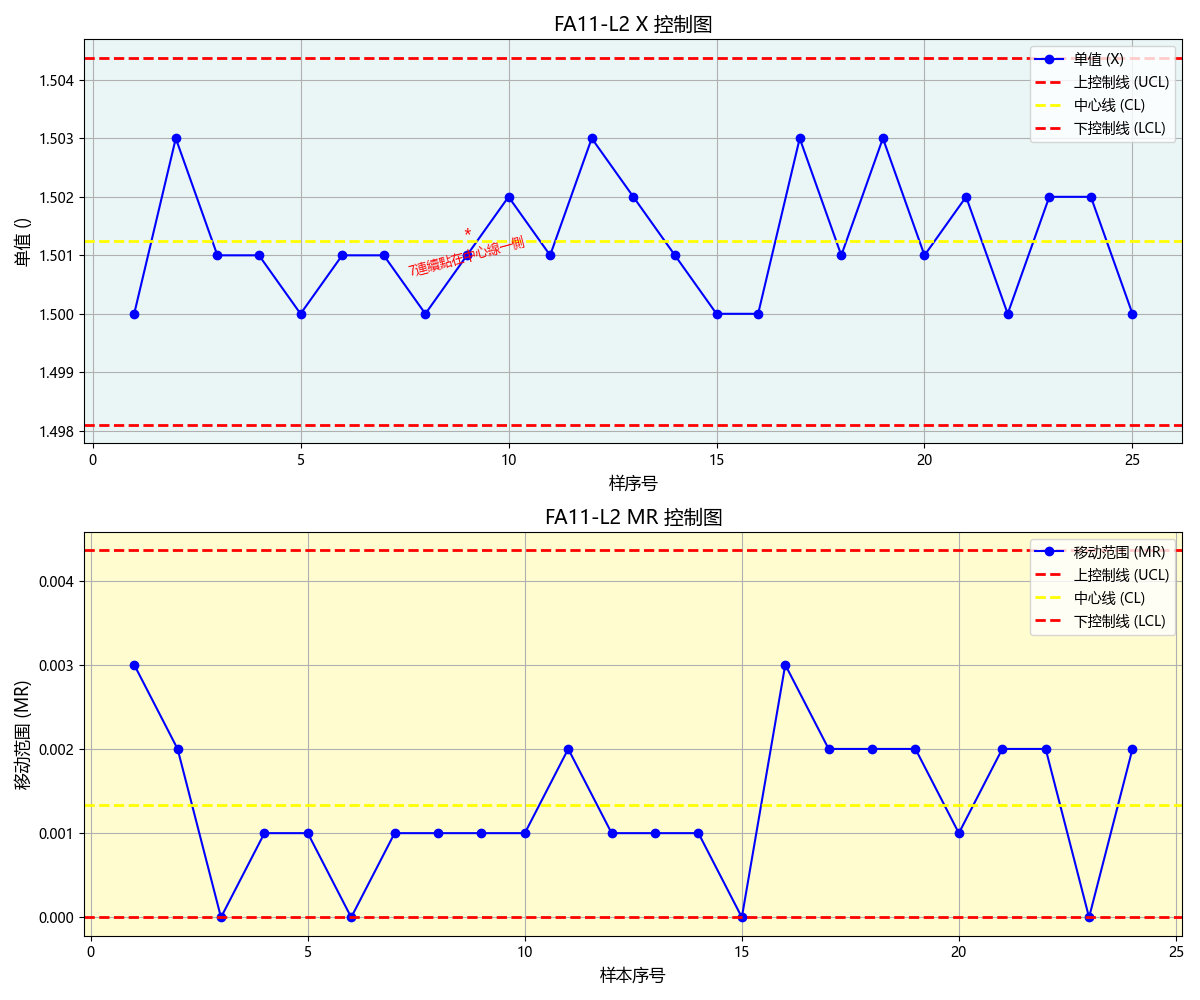 FA11-L2 X 控制图
单值 (X)
上控制线 (UCL)
中心线 (CL)
下控制线 (LCL)
单值 ()
1.504
1.503
1.502
1.501
1.500
1.499
1.498
*
7連續點在中心線一側
0 5 10 15 20 25
样序号
FA11-L2 MR 控制图
移动范围 (MR)
上控制线 (UCL)
中心线 (CL)
下控制线 (LCL)
移动范围 (MR)
0.004
0.003
0.002
0.001
0.000
0 5 10 15 20 25
样本序号